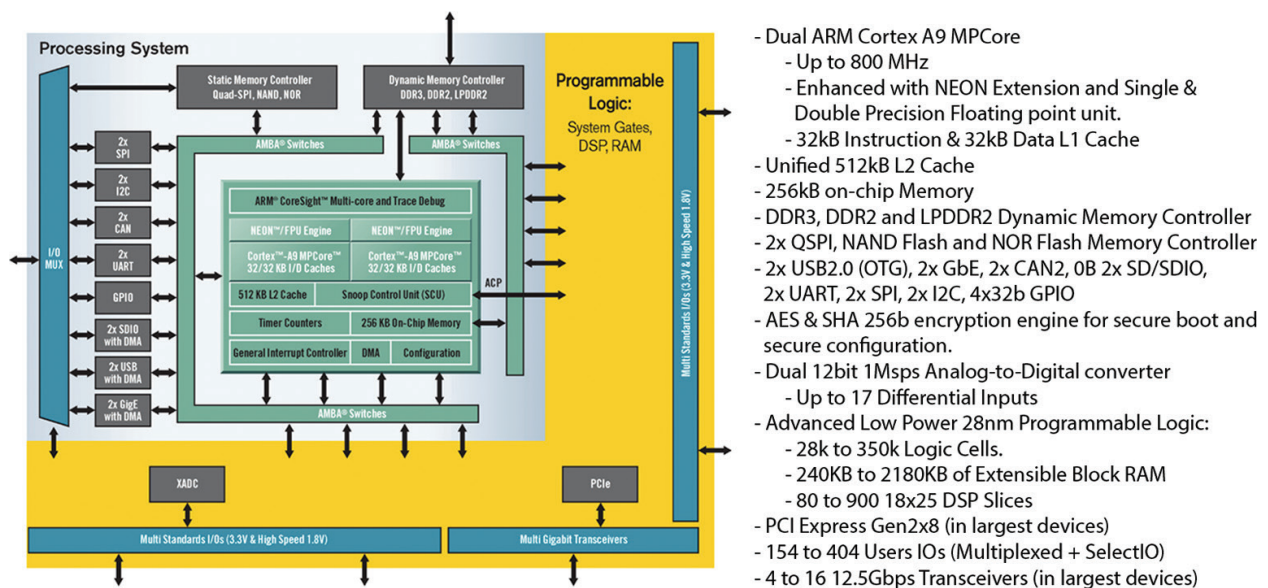 Processing System
Static Memory Controller
Quad-SPI, NAND, NOR
Dynamic Memory Controller
DDR3, DDR2, LPDDR2
Programmable
Logic:
System Gates,
DSP, RAM
AMBA® Switches
AMBA® Switches
2x
SPI
2x
I2C
2x
CAN
2x
UART
GPIO
2x SDIO
with DMA
2x USB
with DMA
2x GigE
with DMA
I/O
MUX
ARM® CoreSight™ Multi-core and Trace Debug
NEON™/FPU Engine
NEON™/FPU Engine
Cortex™-A9 MPCore™
32/32 KB I/D Caches
Cortex™-A9 MPCore™
32/32 KB I/D Caches
512 KB L2 Cache
Snoop Control Unit (SCU)
Timer Counters
256 KB On-Chip Memory
General Interrupt Controller
DMA
Configuration
ACP
AMBA® Switches
Multi Standards I/Os (3.3V & High Speed 1.8V)
XADC
PCIe
Multi Standards I/Os (3.3V & High Speed 1.8V)
Multi Gigabit Transceivers
- Dual ARM Cortex A9 MPCore
- Up to 800 MHz
- Enhanced with NEON Extension and Single &
Double Precision Floating point unit.
- 32kB Instruction & 32kB Data L1 Cache
- Unified 512kB L2 Cache
- 256kB on-chip Memory
- DDR3, DDR2 and LPDDR2 Dynamic Memory Controller
- 2x QSPI, NAND Flash and NOR Flash Memory Controller
- 2x USB2.0 (OTG), 2x GbE, 2x CAN2, 0B 2x SD/SDIO,
2x UART, 2x SPI, 2x I2C, 4x32b GPIO
- AES & SHA 256b encryption engine for secure boot and
secure configuration.
- Dual 12bit 1Msps Analog-to-Digital converter
- Up to 17 Differential Inputs
- Advanced Low Power 28nm Programmable Logic:
- 28k to 350k Logic Cells.
- 240KB to 2180KB of Extensible Block RAM
- 80 to 900 18x25 DSP Slices
- PCI Express Gen2x8 (in largest devices)
- 154 to 404 Users IOs (Multiplexed + SelectIO)
- 4 to 16 12.5Gbps Transceivers (in largest devices)